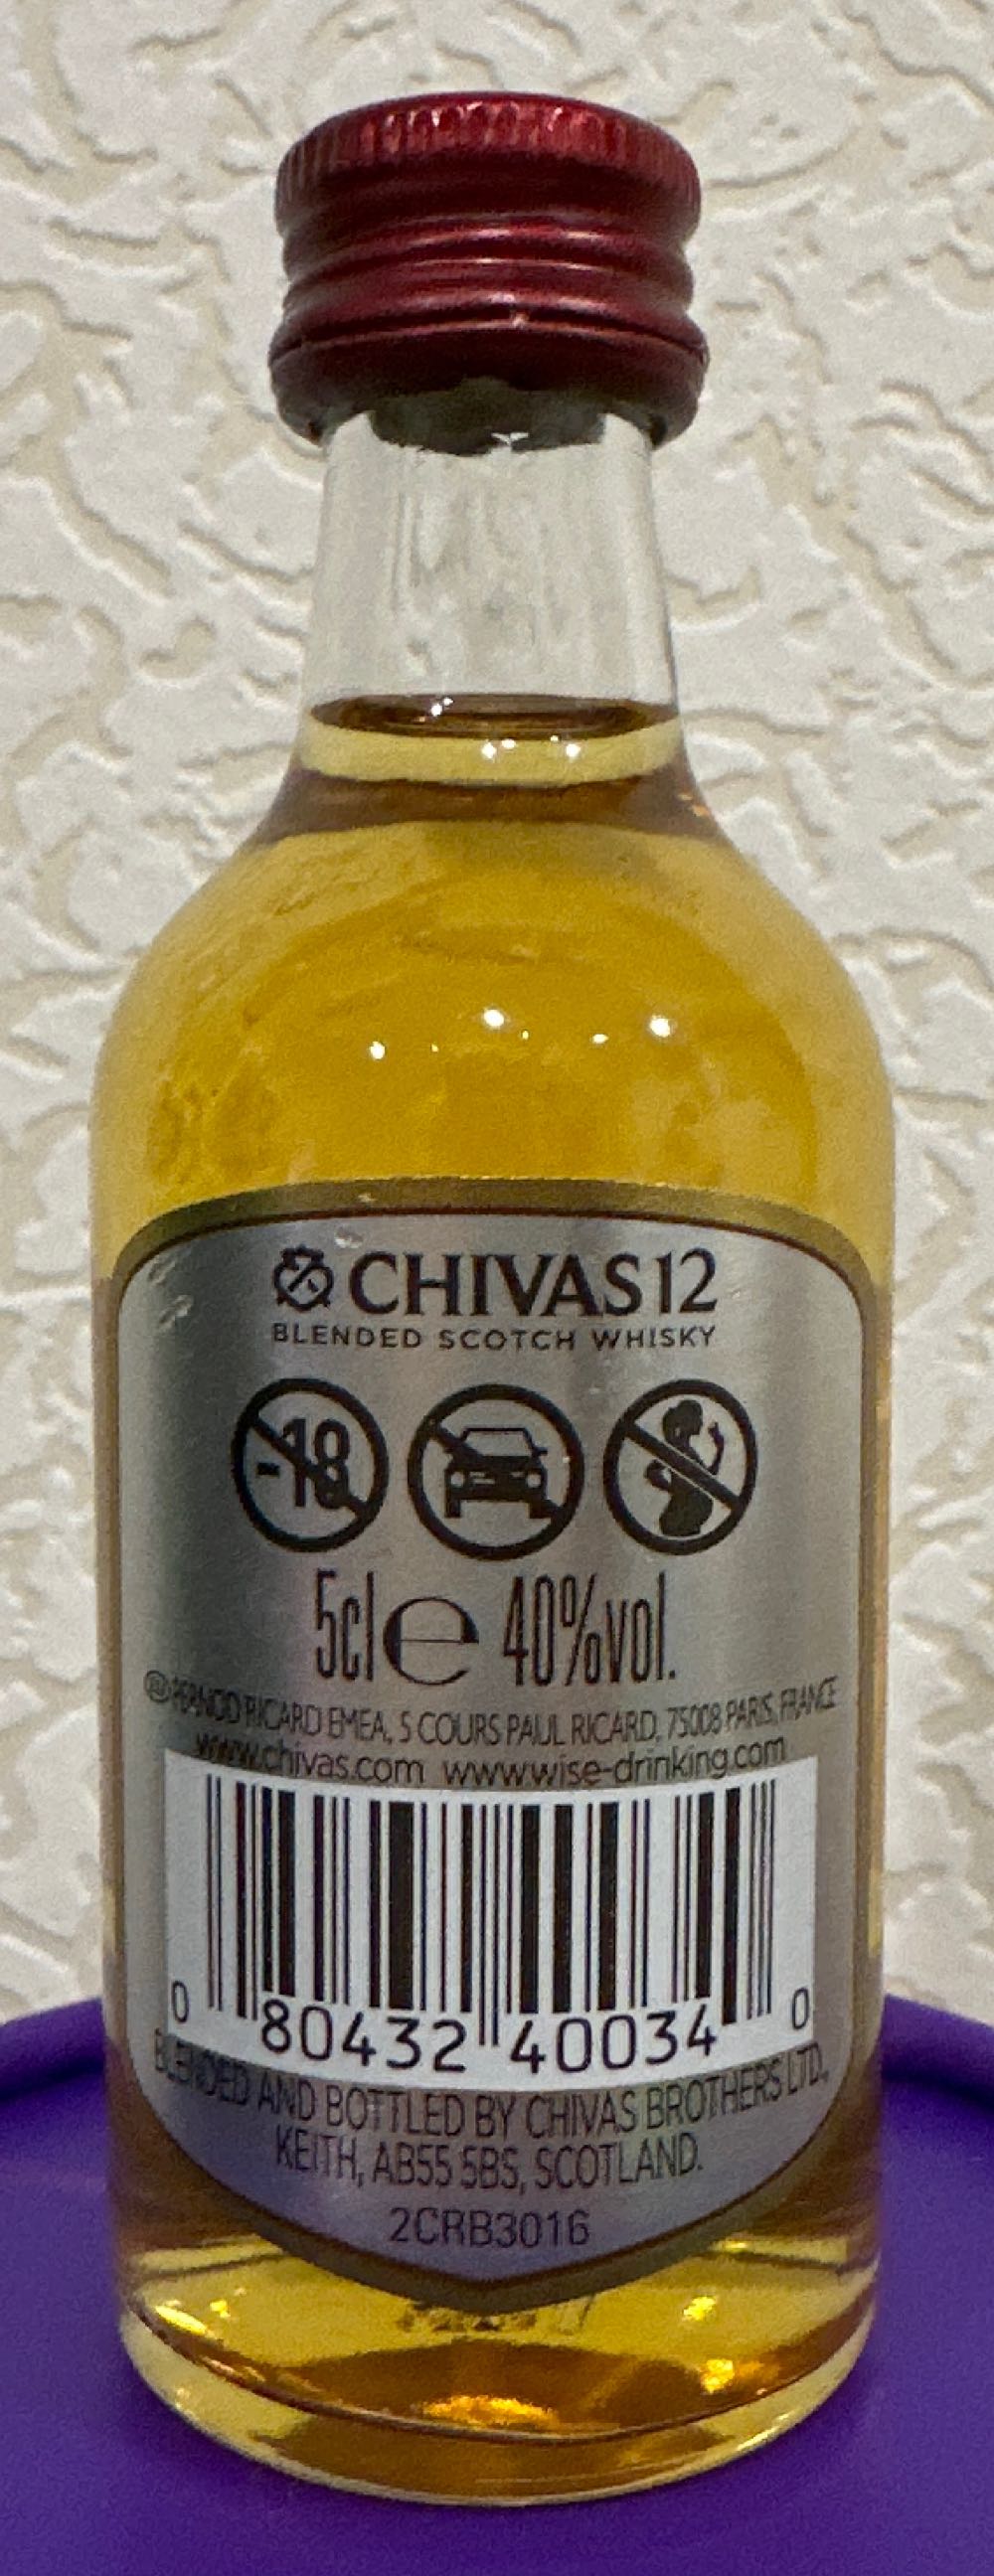 CHIVAS 12
BLENDED SCOTCH WHISKY
-18
5cl e 40%vol.
EU PERNOD RICARD EMEA, 5 COURS PAUL RICARD, 75008 PARIS, FRANCE
www.chivas.com www.wise-drinking.com
0 80432 40034 0
BLENDED AND BOTTLED BY CHIVAS BROTHERS LTD.,
KEITH, AB55 5BS, SCOTLAND.
2CRB3016